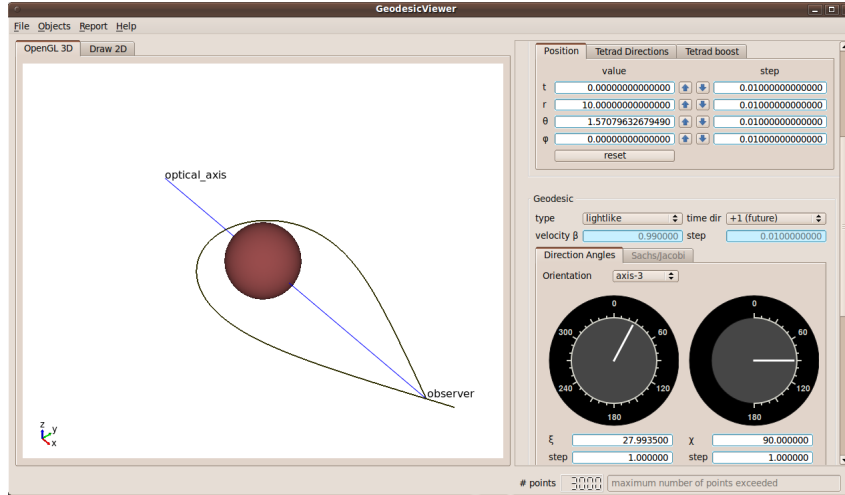 GeodesicViewer
File Objects Report Help
OpenGL 3D Draw 2D
optical_axis
observer
z
y
x
Position Tetrad Directions Tetrad boost
value step
t 0.00000000000000 0.01000000000000
r 10.00000000000000 0.01000000000000
θ 1.57079632679490 0.01000000000000
φ 0.00000000000000 0.01000000000000
reset
Geodesic
type lightlike time dir +1 (future)
velocity β 0.990000 step 0.0100000000
Direction Angles Sachs/Jacobi
Orientation axis-3
0 60 120 180 240 300
0 60 120 180
ξ 27.993500 χ 90.000000
step 1.000000 step 1.000000
# points 3000 maximum number of points exceeded